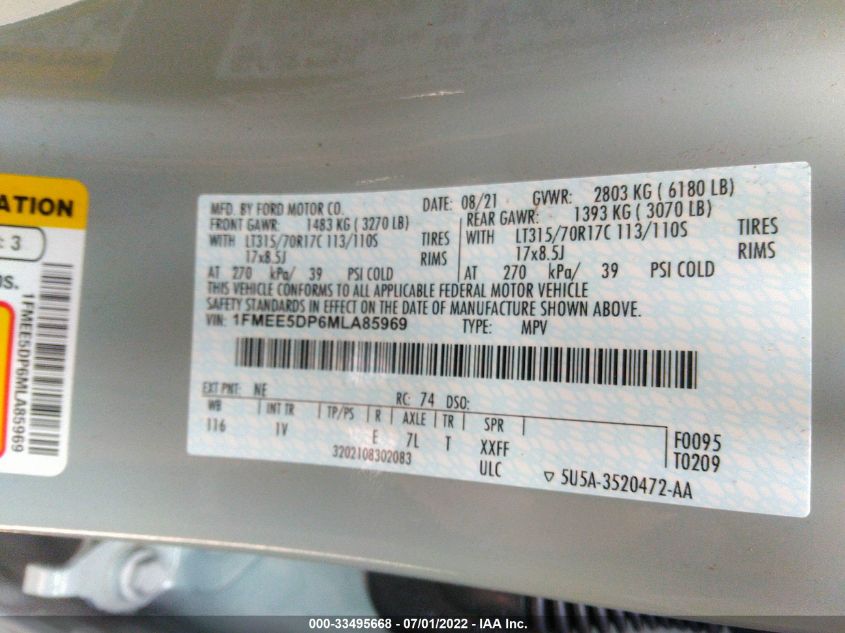 ATION
: 3
OS.
1FMEE5DP6MLA85969
MFD. BY FORD MOTOR CO. DATE: 08/21 GVWR: 2803 KG ( 6180 LB)
FRONT GAWR: 1483 KG ( 3270 LB) REAR GAWR: 1393 KG ( 3070 LB)
WITH LT315/70R17C 113/110S TIRES WITH LT315/70R17C 113/110S TIRES
17x8.5J RIMS 17x8.5J RIMS
AT 270 kPa/ 39 PSI COLD AT 270 kPa/ 39 PSI COLD
THIS VEHICLE CONFORMS TO ALL APPLICABLE FEDERAL MOTOR VEHICLE
SAFETY STANDARDS IN EFFECT ON THE DATE OF MANUFACTURE SHOWN ABOVE.
VIN: 1FMEE5DP6MLA85969 TYPE: MPV
EXT PNT: NE RC: 74 DSO:
WB INT TR TP/PS R AXLE TR SPR
116 IV E 7L T XXFF F0095
3202108302083 ULC T0209
▽ 5U5A-3520472-AA
000-33495668 - 07/01/2022 - IAA Inc.